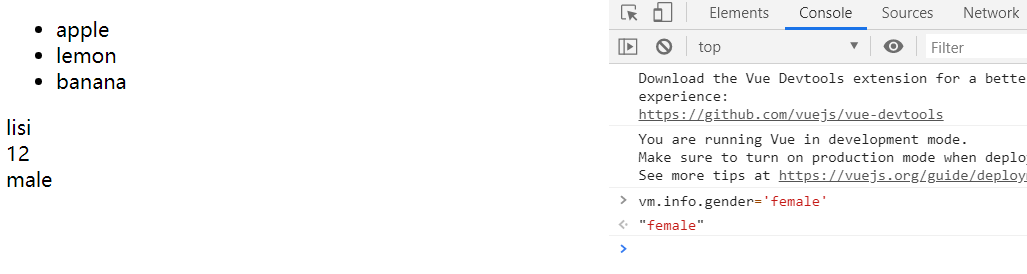 apple
lemon
banana
lisi
12
male
Elements Console Sources Network
top Filter
Download the Vue Devtools extension for a bette
experience:
https://github.com/vuejs/vue-devtools
You are running Vue in development mode.
Make sure to turn on production mode when deploy
See more tips at https://vuejs.org/guide/deploym
vm.info.gender='female'
"female"